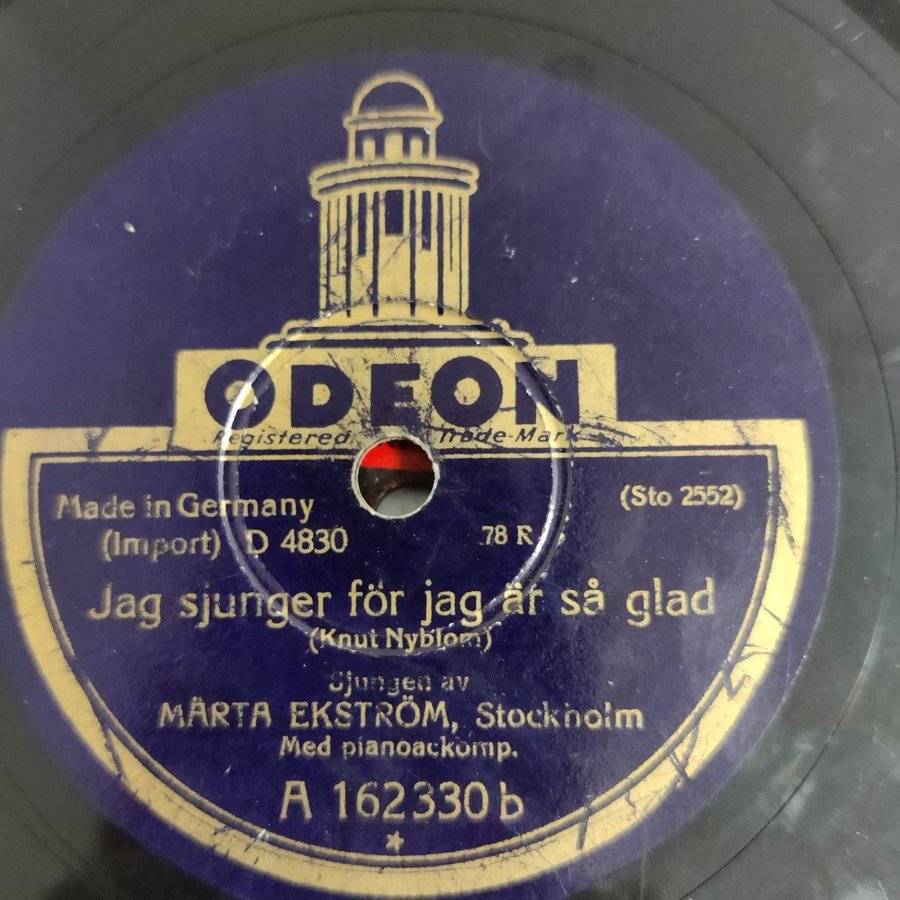 ODEON
Registered Trade-Mark
Made in Germany (Sto 2552)
(Import) D 4830 78 R
Jag sjunger för jag är så glad
(Knut Nyblom)
Sjungen av
MÄRTA EKSTRÖM, Stockholm
Med pianoackomp.
A 162330 b